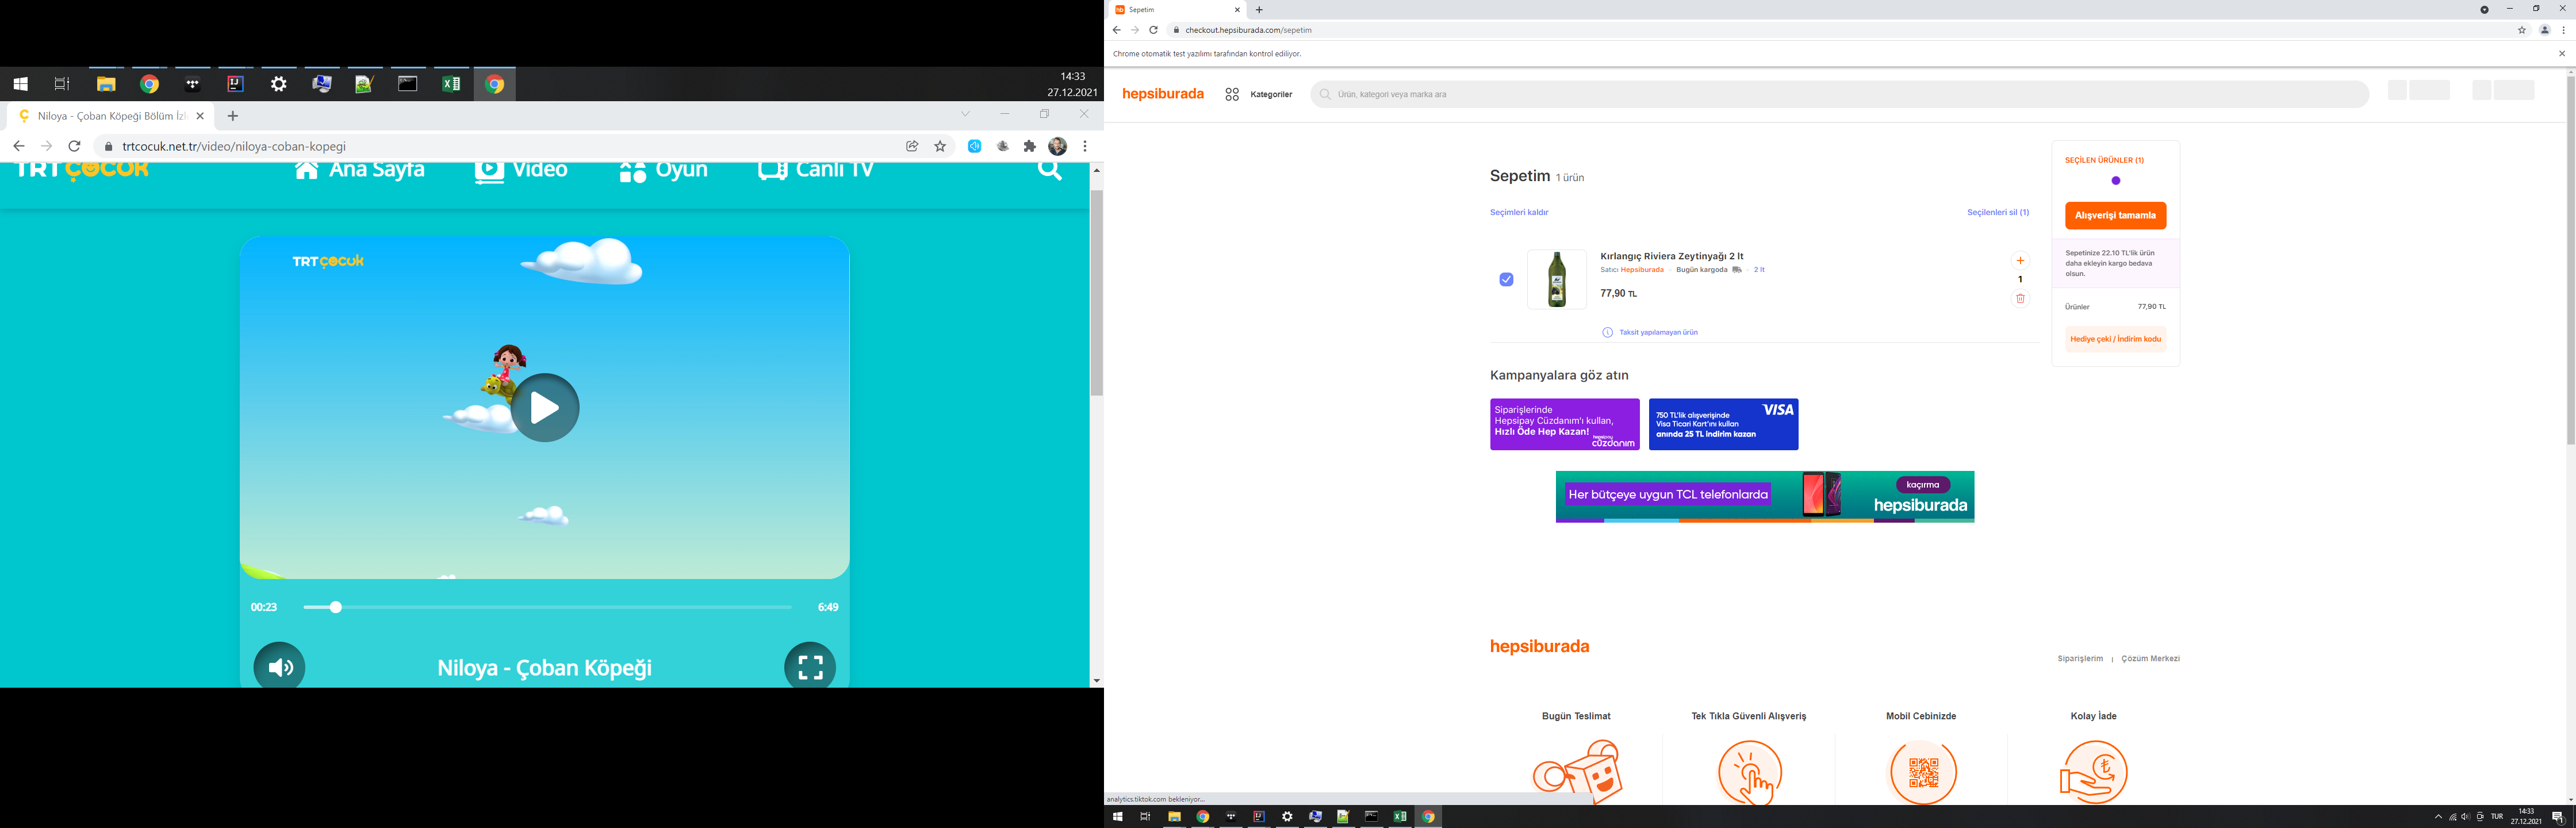 14:33
27.12.2021
Niloya - Çoban Köpeği Bölüm İzl
trtcocuk.net.tr/video/niloya-coban-kopegi
TRT ÇOCUK
Ana Sayfa
Video
Oyun
Canlı TV
TRT çocuk
00:23
6:49
Niloya - Çoban Köpeği
Sepetim
checkout.hepsiburada.com/sepetim
Chrome otomatik test yazılımı tarafından kontrol ediliyor.
hepsiburada
Kategoriler
Ürün, kategori veya marka ara
Sepetim 1 ürün
Seçimleri kaldır
Seçilenleri sil (1)
Kırlangıç Riviera Zeytinyağı 2 lt
Satıcı Hepsiburada · Bugün kargoda · 2 lt
77,90 TL
1
Taksit yapılamayan ürün
SEÇİLEN ÜRÜNLER (1)
Alışverişi tamamla
Sepetinize 22.10 TL'lik ürün
daha ekleyin kargo bedava
olsun.
Ürünler 77,90 TL
Hediye çeki / İndirim kodu
Kampanyalara göz atın
Siparişlerinde
Hepsipay Cüzdanım'ı kullan,
Hızlı Öde Hep Kazan!
hepsipay
cüzdanım
VISA
750 TL'lik alışverişinde
Visa Ticari Kart'ını kullan
anında 25 TL indirim kazan
Her bütçeye uygun TCL telefonlarda
kaçırma
hepsiburada
hepsiburada
Siparişlerim | Çözüm Merkezi
Bugün Teslimat
Tek Tıkla Güvenli Alışveriş
Mobil Cebinizde
Kolay İade
analytics.tiktok.com bekleniyor...
TUR
14:33
27.12.2021